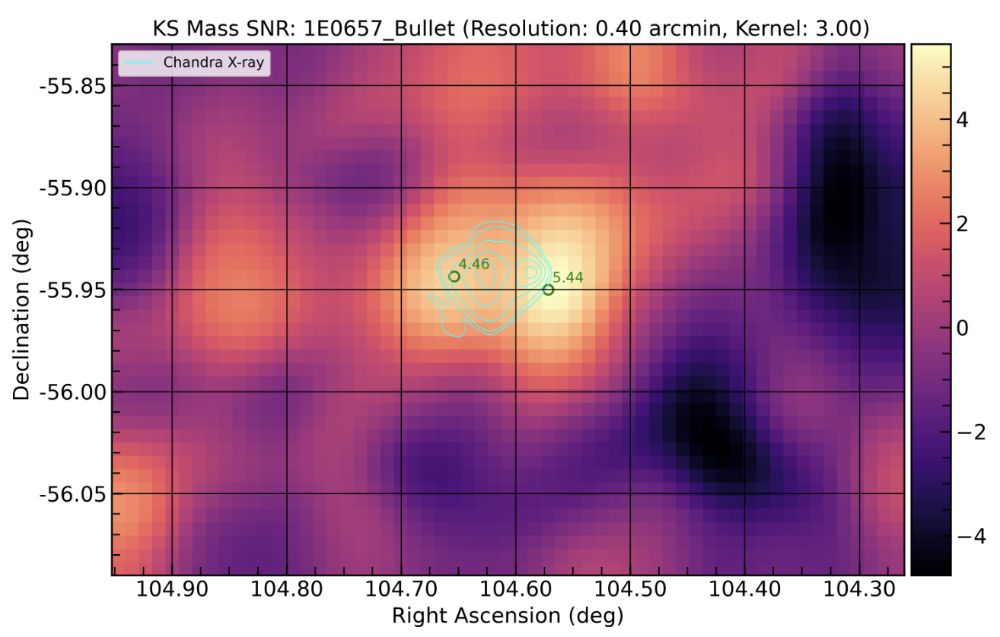 KS Mass SNR: 1E0657_Bullet (Resolution: 0.40 arcmin, Kernel: 3.00)
Chandra X-ray
-55.85
-55.90
-55.95
-56.00
-56.05
Declination (deg)
4.46
5.44
4
2
0
−2
−4
104.90 104.80 104.70 104.60 104.50 104.40 104.30
Right Ascension (deg)